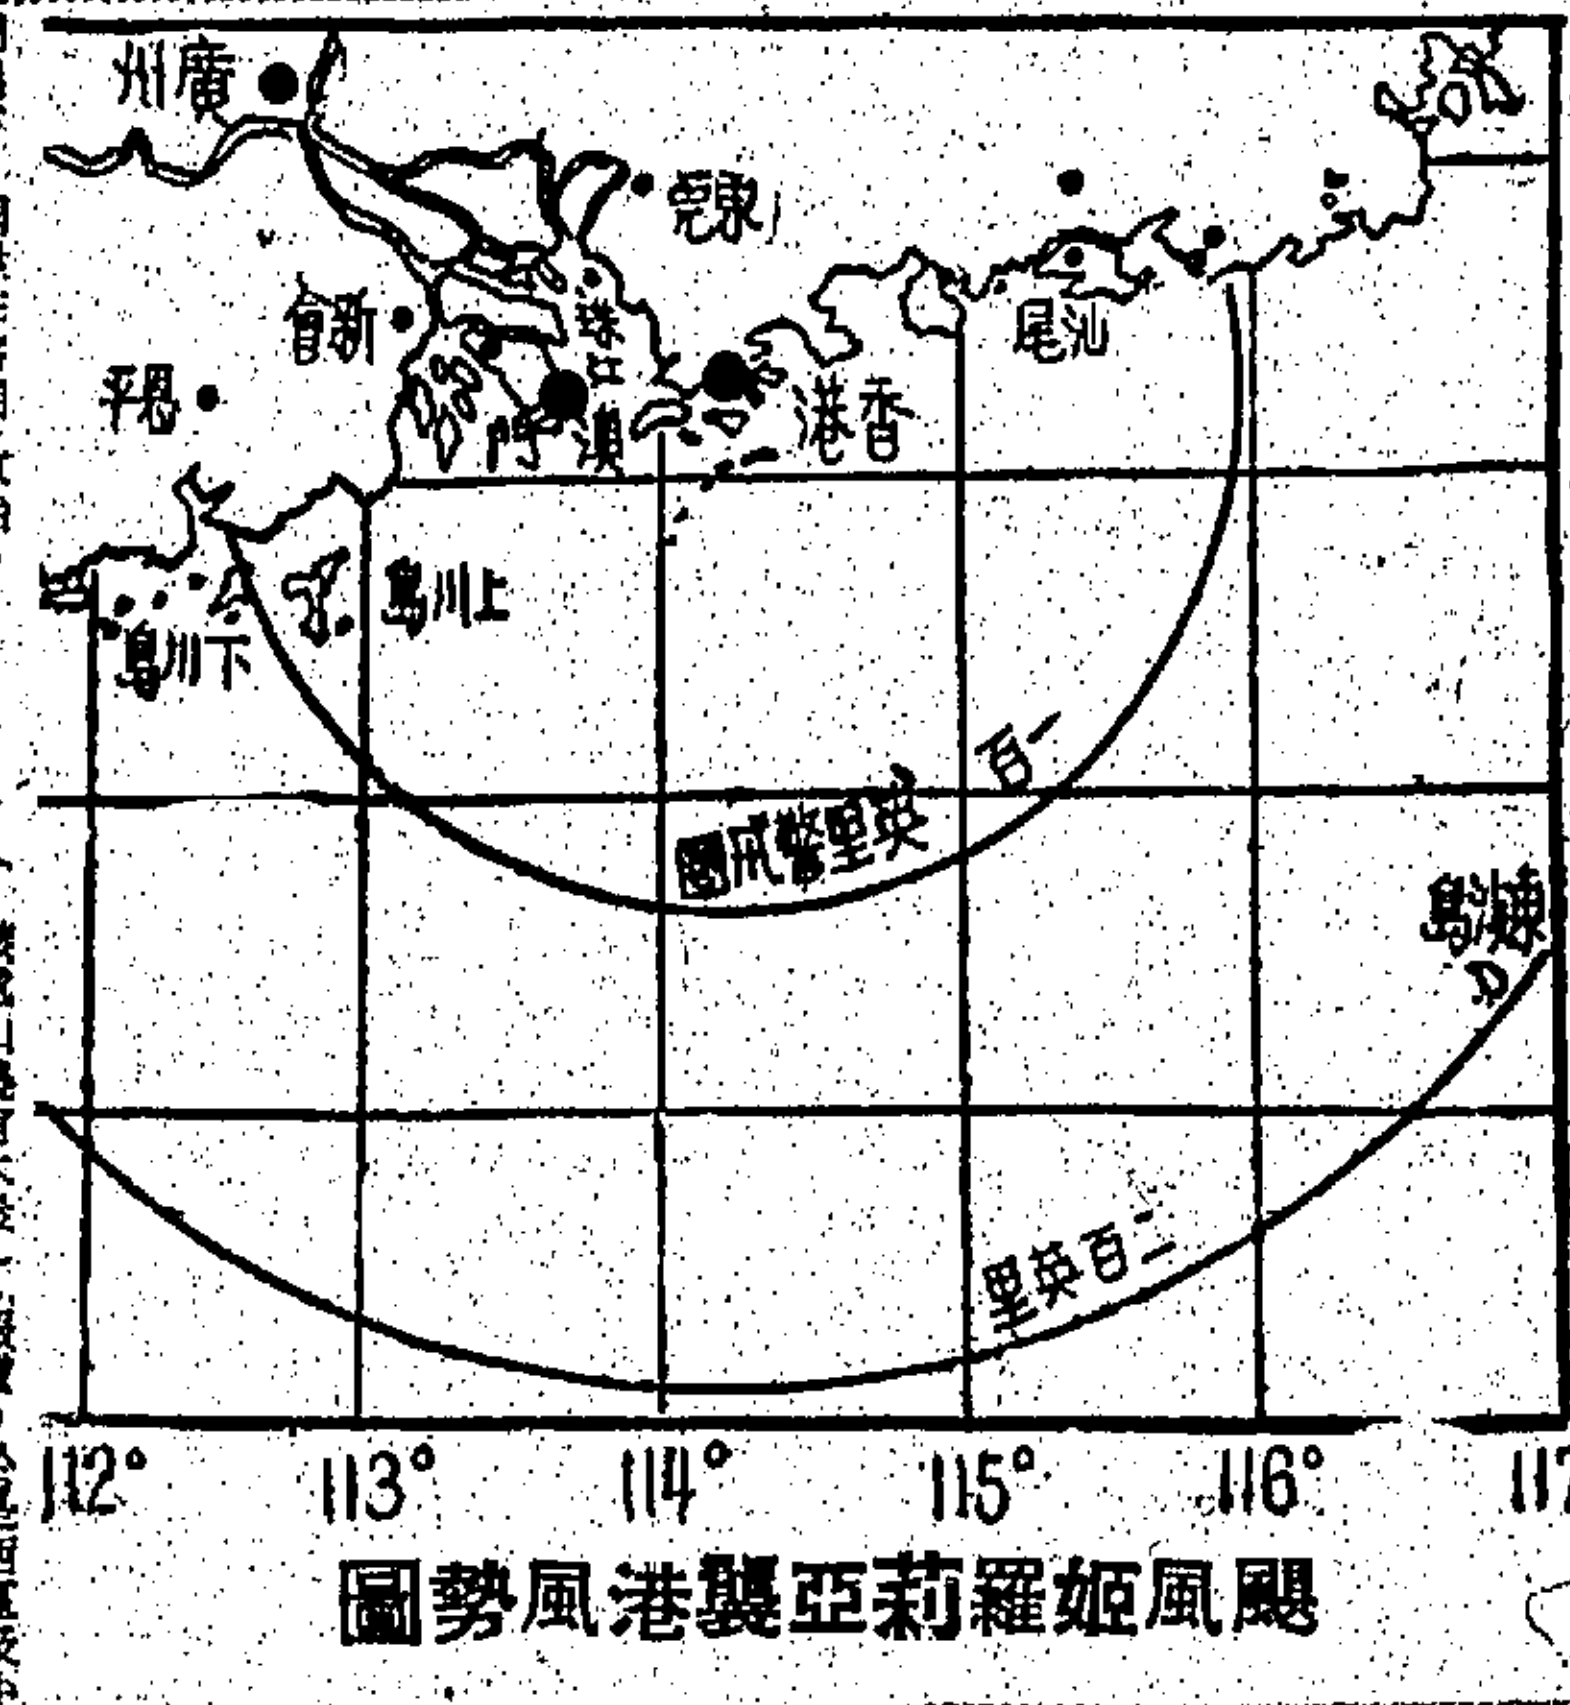 廣州
東莞
新會
恩平
珠江
澳門
香港
汕尾
上川島
下川島
一百英里警戒圈
東沙島
二百英里
112°
113°
114°
115°
116°
117
颶風姬羅莉亞襲港風勢圖